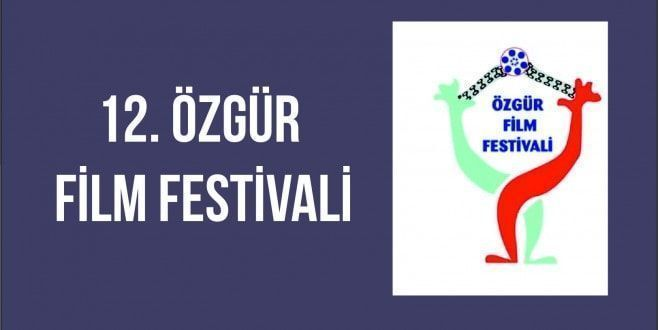 12. ÖZGÜR
FİLM FESTİVALİ
ÖZGÜR
FİLM
FESTİVALİ